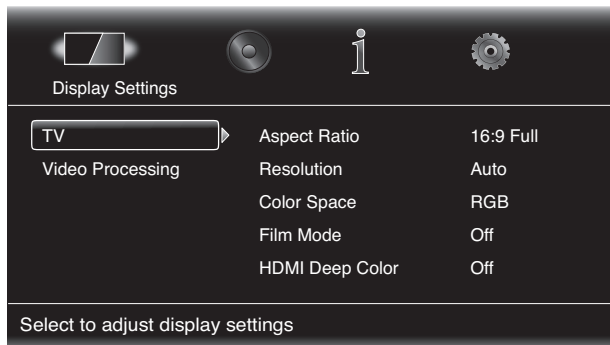 Display Settings
TV
Video Processing
Aspect Ratio 16:9 Full
Resolution Auto
Color Space RGB
Film Mode Off
HDMI Deep Color Off
Select to adjust display settings